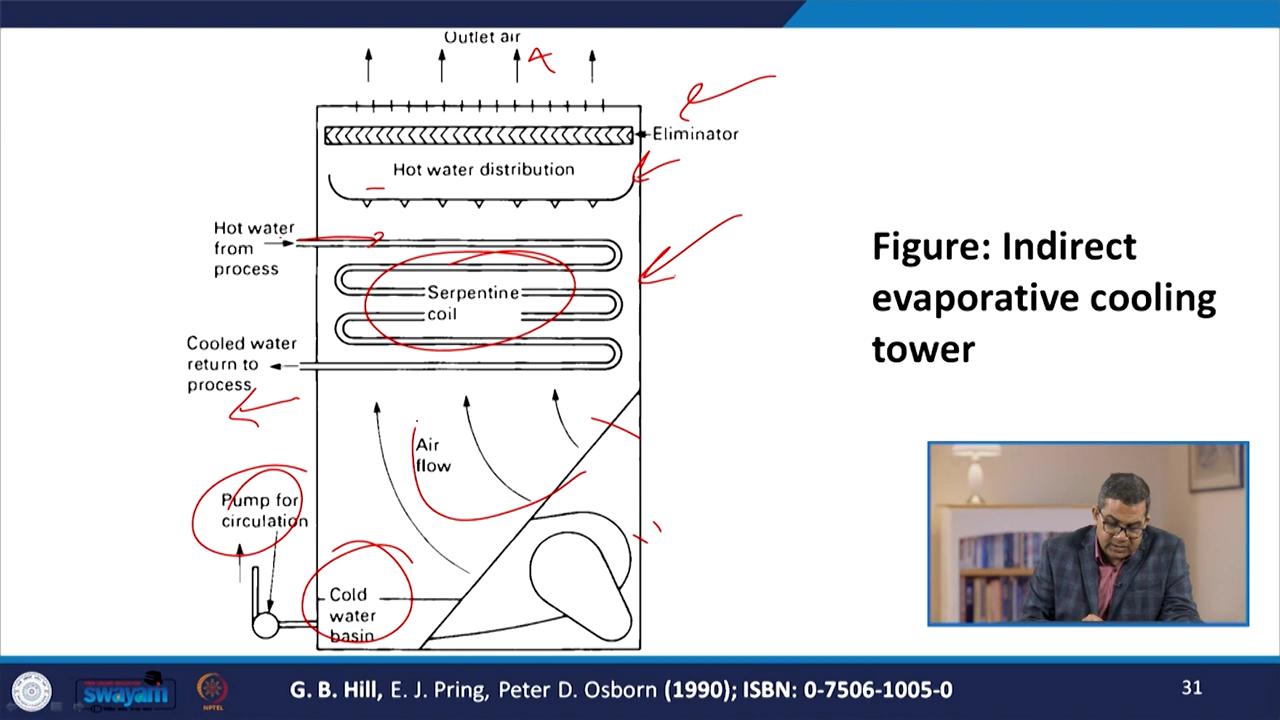 Outlet air
Eliminator
Hot water distribution
Hot water
from
process
Serpentine
coil
Cooled water
return to
process
Air
flow
Pump for
circulation
Cold
water
basin
Figure: Indirect
evaporative cooling
tower
swayam
NPTEL
G. B. Hill, E. J. Pring, Peter D. Osborn (1990); ISBN: 0-7506-1005-0
31